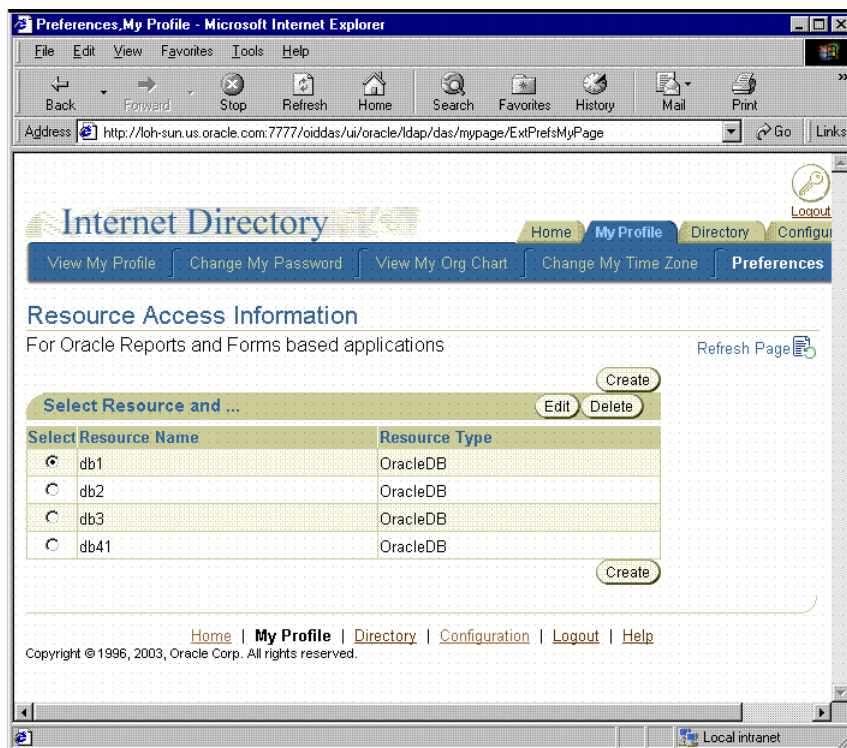 Preferences,My Profile - Microsoft Internet Explorer
File Edit View Favorites Tools Help
Back Forward Stop Refresh Home Search Favorites History Mail Print »
Address http://loh-sun.us.oracle.com:7777/oiddas/ui/oracle/ldap/das/mypage/ExtPrefsMyPage Go Links
Logout
Internet Directory
Home My Profile Directory Configur
View My Profile Change My Password View My Org Chart Change My Time Zone Preferences
Resource Access Information
For Oracle Reports and Forms based applications
Refresh Page
Create
Select Resource and ... Edit Delete
Select Resource Name Resource Type
db1 OracleDB
db2 OracleDB
db3 OracleDB
db41 OracleDB
Create
Home | My Profile | Directory | Configuration | Logout | Help
Copyright © 1996, 2003, Oracle Corp. All rights reserved.
Local intranet